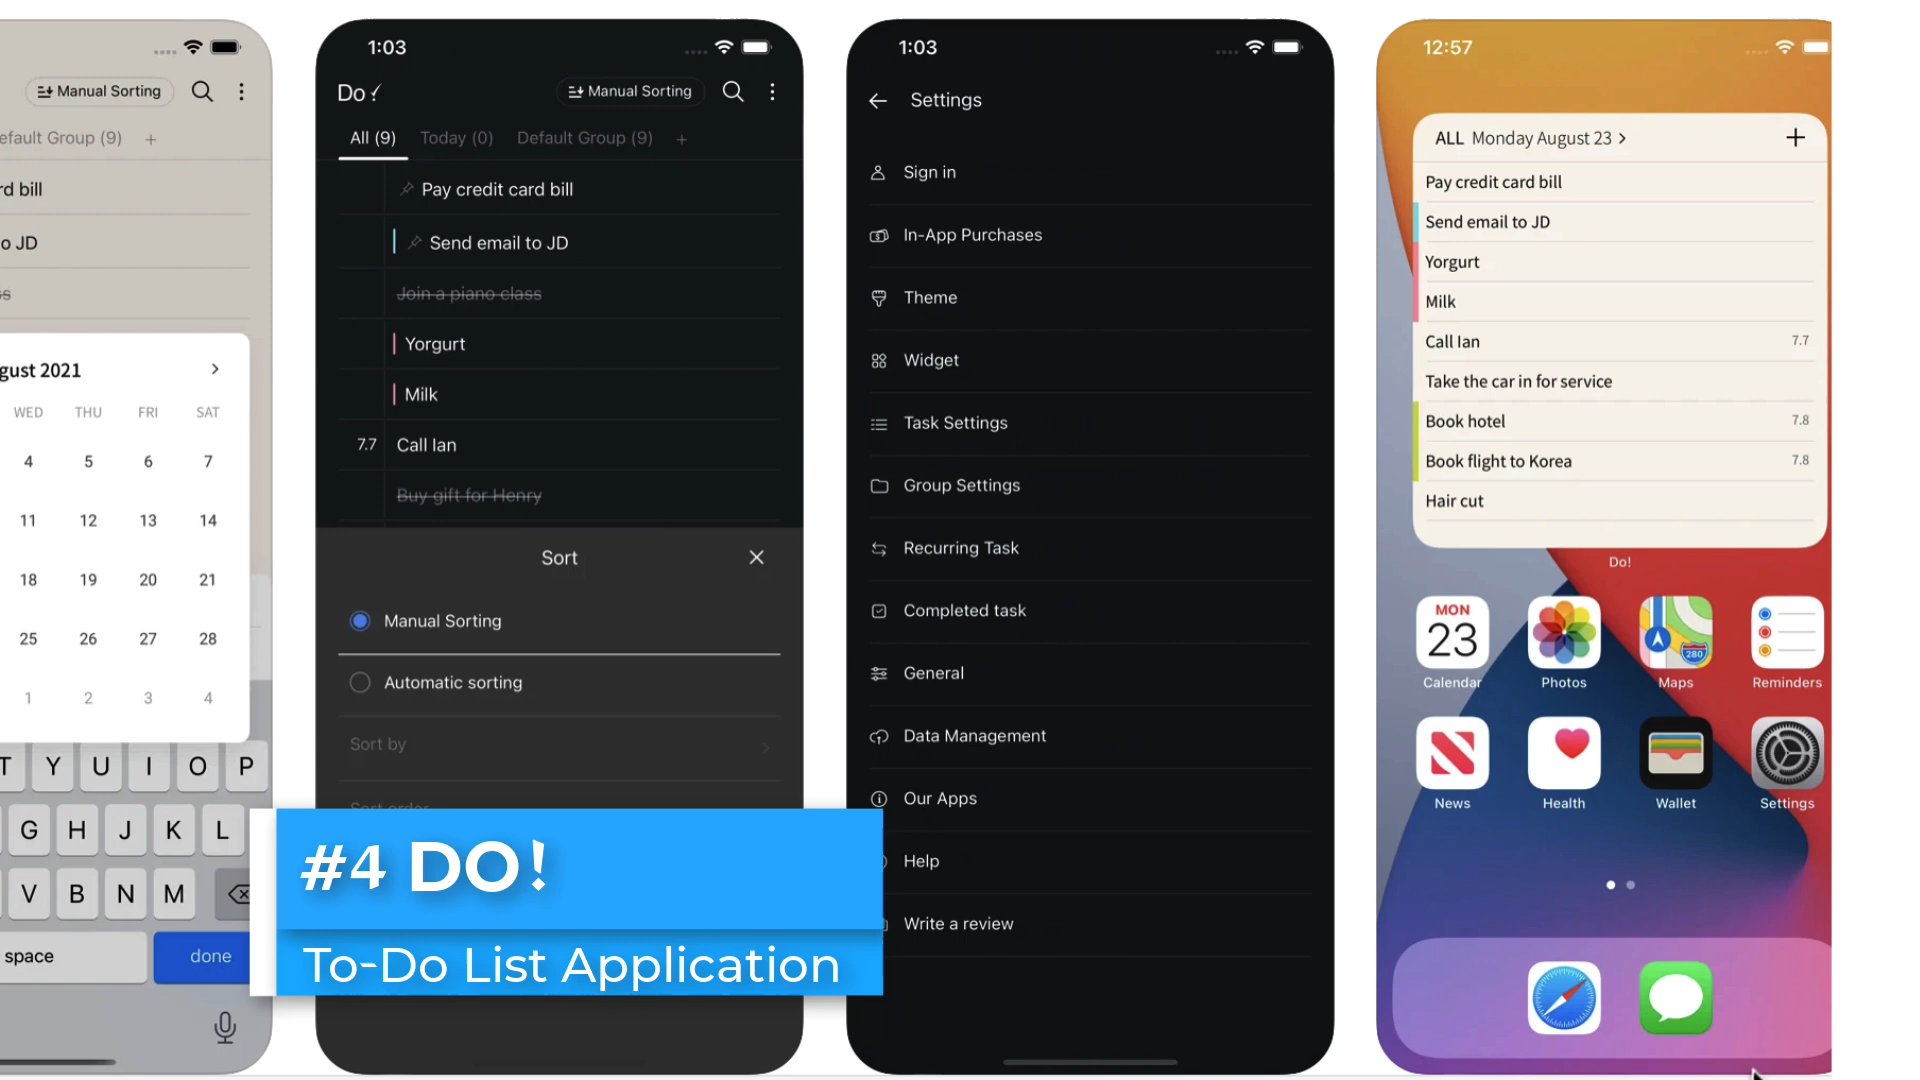 Manual Sorting
efault Group (9) +
rd bill
o JD
s
gust 2021
WED THU FRI SAT
4 5 6 7
11 12 13 14
18 19 20 21
25 26 27 28
1 2 3 4
T Y U I O P
G H J K L
V B N M
space done
1:03
Do
Manual Sorting
All (9) Today (0) Default Group (9) +
Pay credit card bill
Send email to JD
Join a piano class
Yorgurt
Milk
7.7 Call Ian
Buy gift for Henry
Sort
Manual Sorting
Automatic sorting
Sort by
Sort order
#4 DO!
To-Do List Application
1:03
Settings
Sign in
In-App Purchases
Theme
Widget
Task Settings
Group Settings
Recurring Task
Completed task
General
Data Management
Our Apps
Help
Write a review
12:57
ALL Monday August 23 > +
Pay credit card bill
Send email to JD
Yorgurt
Milk
Call Ian 7.7
Take the car in for service
Book hotel 7.8
Book flight to Korea 7.8
Hair cut
Do!
MON
23
280
Calendar Photos Maps Reminders
News Health Wallet Settings